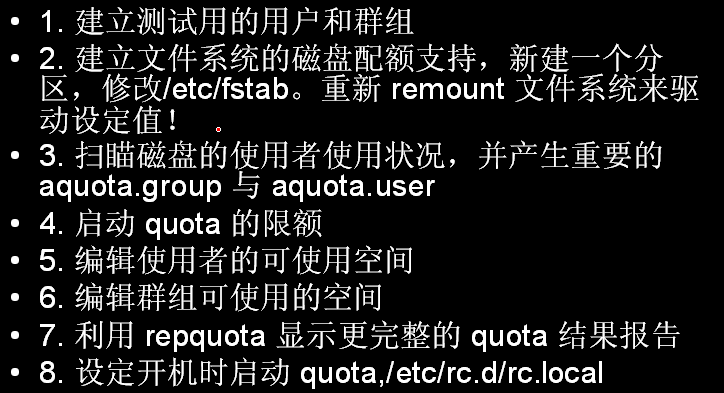 • 1. 建立测试用的用户和群组
• 2. 建立文件系统的磁盘配额支持，新建一个分
区，修改/etc/fstab。重新 remount 文件系统来驱
动设定值！
• 3. 扫瞄磁盘的使用者使用状况，并产生重要的
aquota.group 与 aquota.user
• 4. 启动 quota 的限额
• 5. 编辑使用者的可使用空间
• 6. 编辑群组可使用的空间
• 7. 利用 repquota 显示更完整的 quota 结果报告
• 8. 设定开机时启动 quota,/etc/rc.d/rc.local